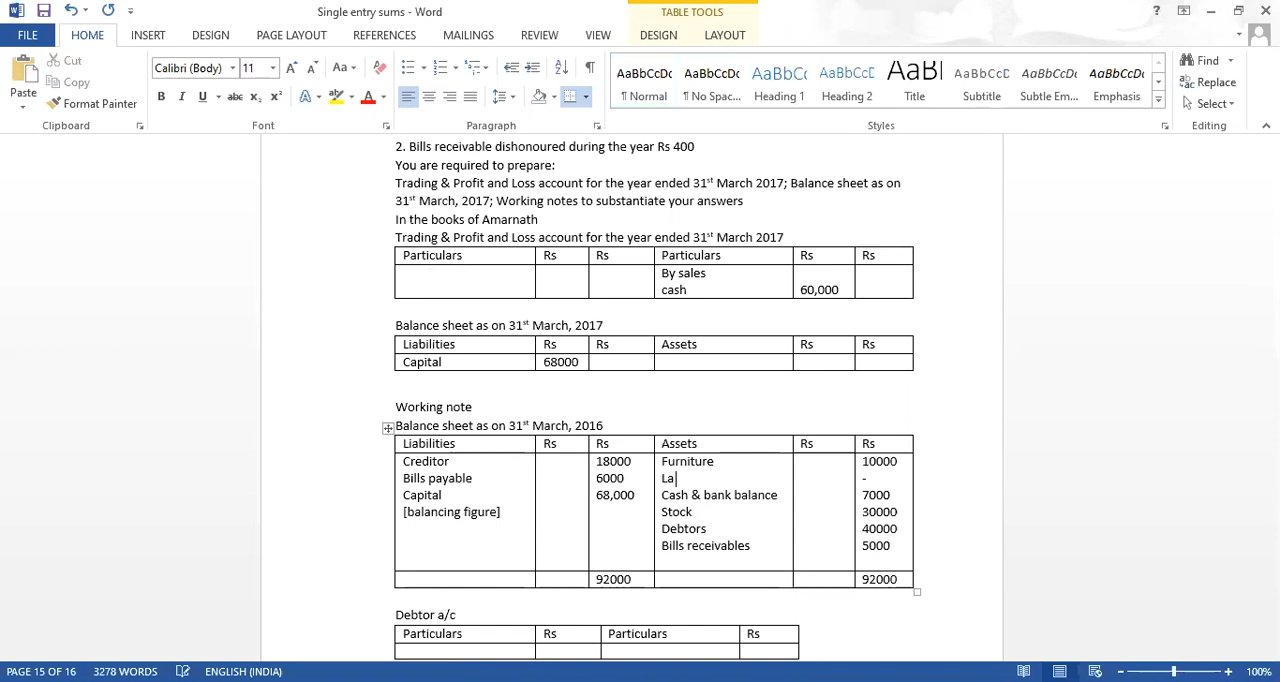 Single entry sums - Word
TABLE TOOLS
?
FILE
HOME
INSERT
DESIGN
PAGE LAYOUT
REFERENCES
MAILINGS
REVIEW
VIEW
DESIGN
LAYOUT
Paste
Cut
Copy
Format Painter
Clipboard
Calibri (Body)
11
Font
Paragraph
AaBbCcDc
¶ Normal
AaBbCcDc
¶ No Spac...
AaBbCc
Heading 1
AaBbCcD
Heading 2
AaBl
Title
AaBbCcD
Subtitle
AaBbCcDc
Subtle Em...
AaBbCcDc
Emphasis
Styles
Find
Replace
Select
Editing
2. Bills receivable dishonoured during the year Rs 400
You are required to prepare:
Trading & Profit and Loss account for the year ended 31st March 2017; Balance sheet as on
31st March, 2017; Working notes to substantiate your answers
In the books of Amarnath
Trading & Profit and Loss account for the year ended 31st March 2017
Particulars Rs Rs Particulars Rs Rs
By sales
cash 60,000
Balance sheet as on 31st March, 2017
Liabilities Rs Rs Assets Rs Rs
Capital 68000
Working note
Balance sheet as on 31st March, 2016
Liabilities Rs Rs Assets Rs Rs
Creditor 18000 Furniture 10000
Bills payable 6000 La -
Capital 68,000 Cash & bank balance 7000
[balancing figure] Stock 30000
Debtors 40000
Bills receivables 5000
92000 92000
Debtor a/c
Particulars Rs Particulars Rs
PAGE 15 OF 16
3278 WORDS
ENGLISH (INDIA)
100%